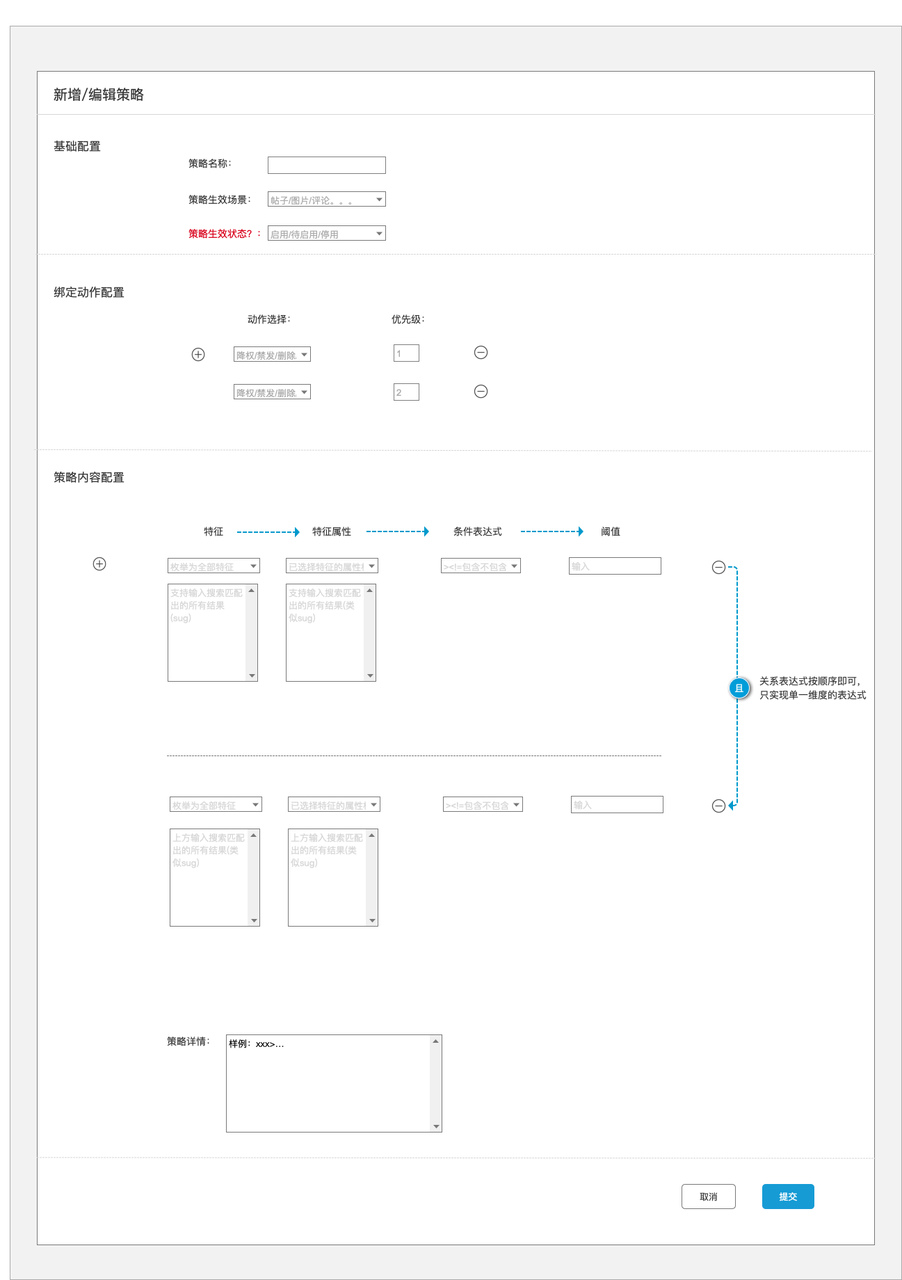 新增/编辑策略
基础配置
策略名称：
策略生效场景： 帖子/图片/评论。。。
策略生效状态？： 启用/待启用/停用
绑定动作配置
动作选择： 优先级：
降权/禁发/删除 1
降权/禁发/删除 2
策略内容配置
特征 特征属性 条件表达式 阈值
枚举为全部特征 已选择特征的属性 ><!=包含不包含 输入
支持输入搜索匹配
出的所有结果
(sug)
支持输入搜索匹配
出的所有结果(类
似sug)
且
关系表达式按顺序即可，
只实现单一维度的表达式
枚举为全部特征 已选择特征的属性 ><!=包含不包含 输入
上方输入搜索匹配
出的所有结果(类
似sug)
上方输入搜索匹配
出的所有结果(类
似sug)
策略详情： 样例：xxx>...
取消 提交